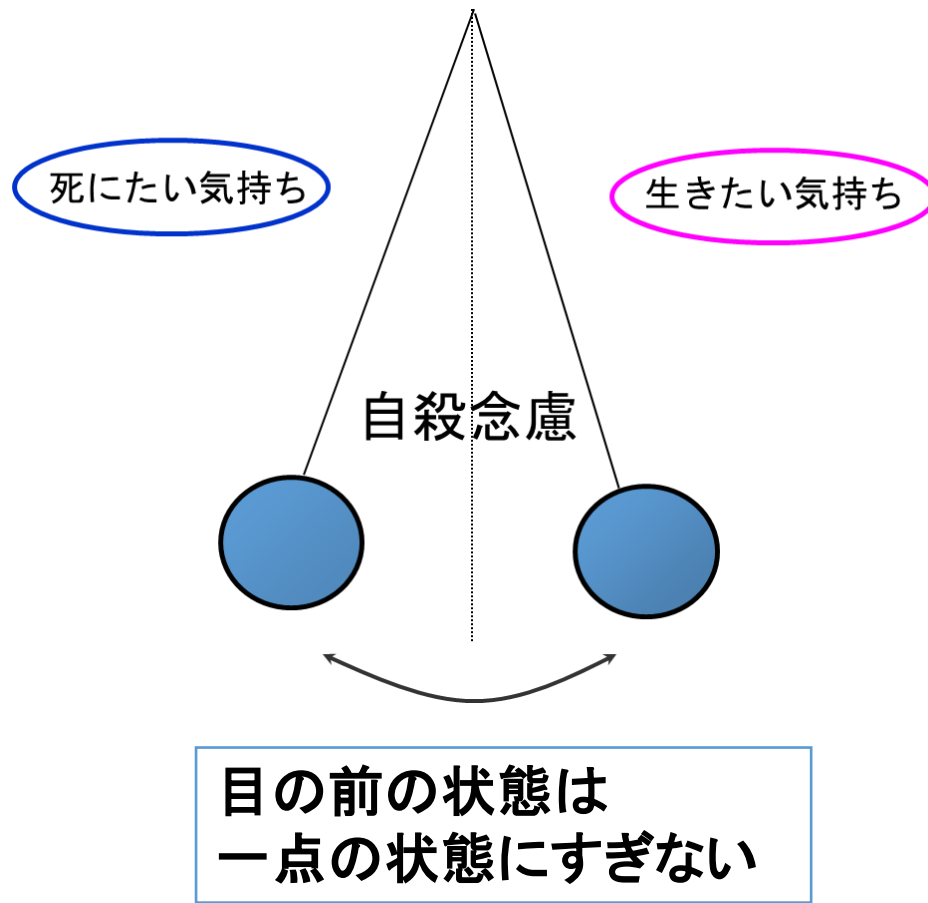 死にたい気持ち
生きたい気持ち
自殺念慮
目の前の状態は
一点の状態にすぎない